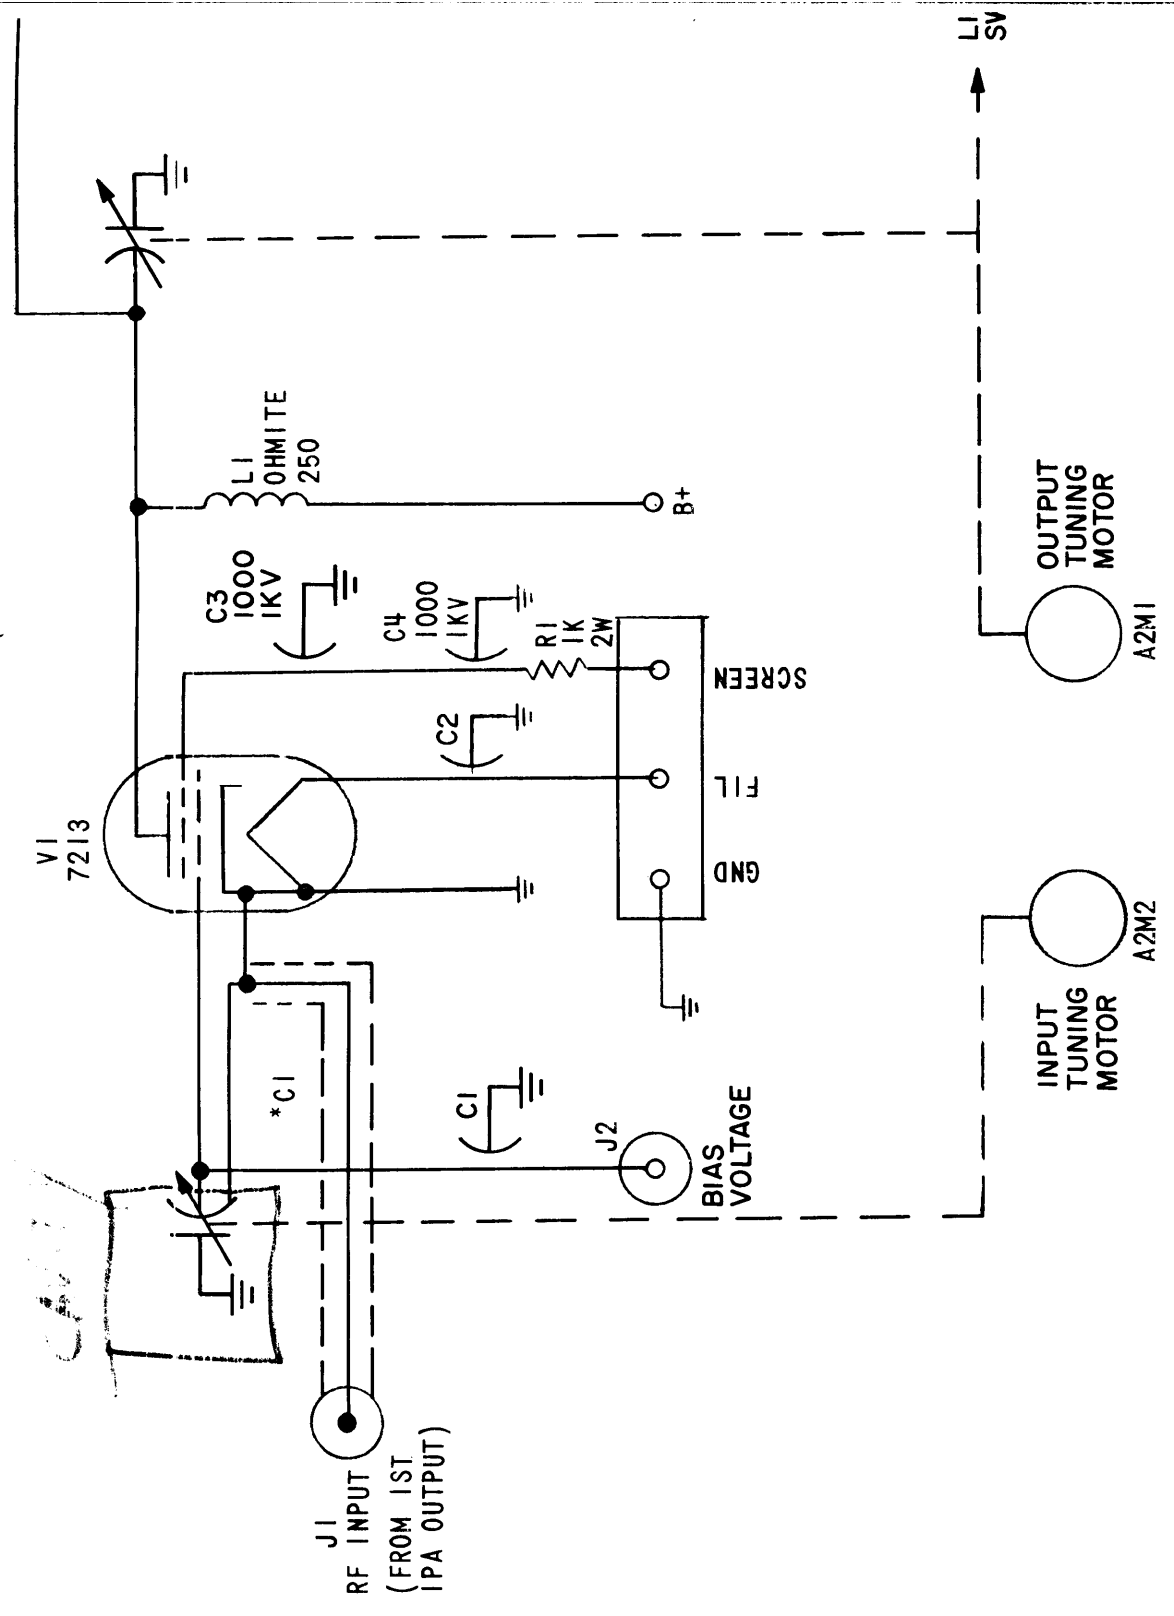 V1
7213
L1
OHMITE
250
C3
1000
1KV
C4
1000
1KV
R1
1K
2W
C2
B+
SCREEN
FIL
GND
*C1
C1
J2
BIAS
VOLTAGE
J1
RF INPUT
(FROM 1ST
IPA OUTPUT)
INPUT
TUNING
MOTOR
A2M2
OUTPUT
TUNING
MOTOR
A2M1
L1
SV